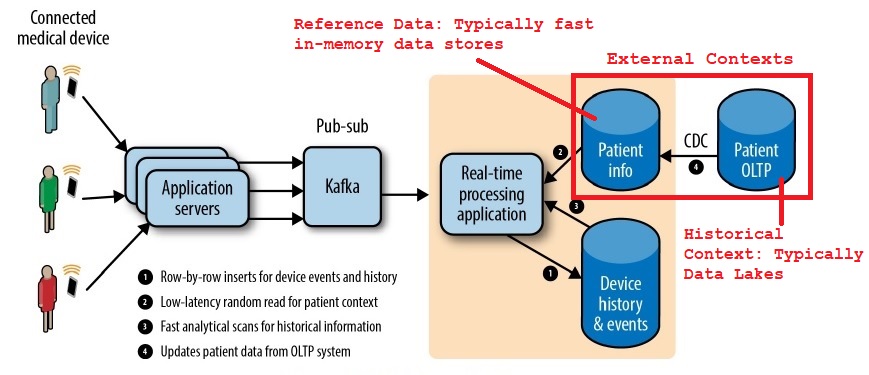 Connected
medical device
Reference Data: Typically fast
in-memory data stores
External Contexts
Pub-sub
Application
servers
Kafka
Real-time
processing
application
2
Patient
info
CDC
4
Patient
OLTP
3
1
Device
history
& events
Historical
Context: Typically
Data Lakes
1 Row-by-row inserts for device events and history
2 Low-latency random read for patient context
3 Fast analytical scans for historical information
4 Updates patient data from OLTP system